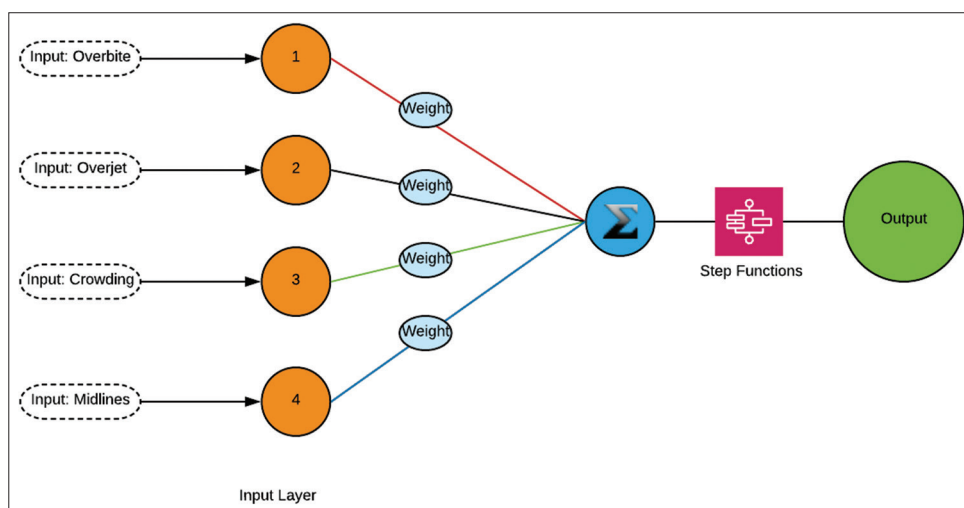 Input: Overbite
1
Weight
Input: Overjet
2
Weight
Σ
Output
Step Functions
Input: Crowding
3
Weight
Weight
Input: Midlines
4
Input Layer